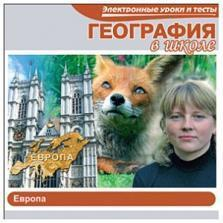 Электронные уроки и тесты
ГЕОГРАФИЯ
в школе
ЕВРОПА
Европа